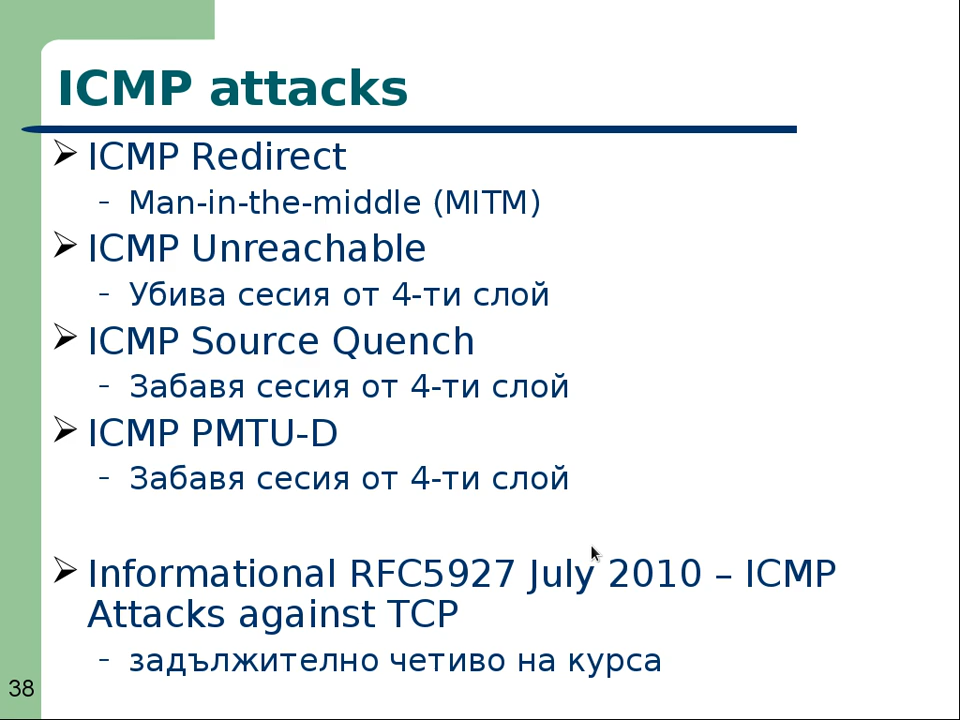 ICMP attacks
ICMP Redirect
– Man-in-the-middle (MITM)
ICMP Unreachable
– Убива сесия от 4-ти слой
ICMP Source Quench
– Забавя сесия от 4-ти слой
ICMP PMTU-D
– Забавя сесия от 4-ти слой
Informational RFC5927 July 2010 – ICMP
Attacks against TCP
– задължително четиво на курса
38